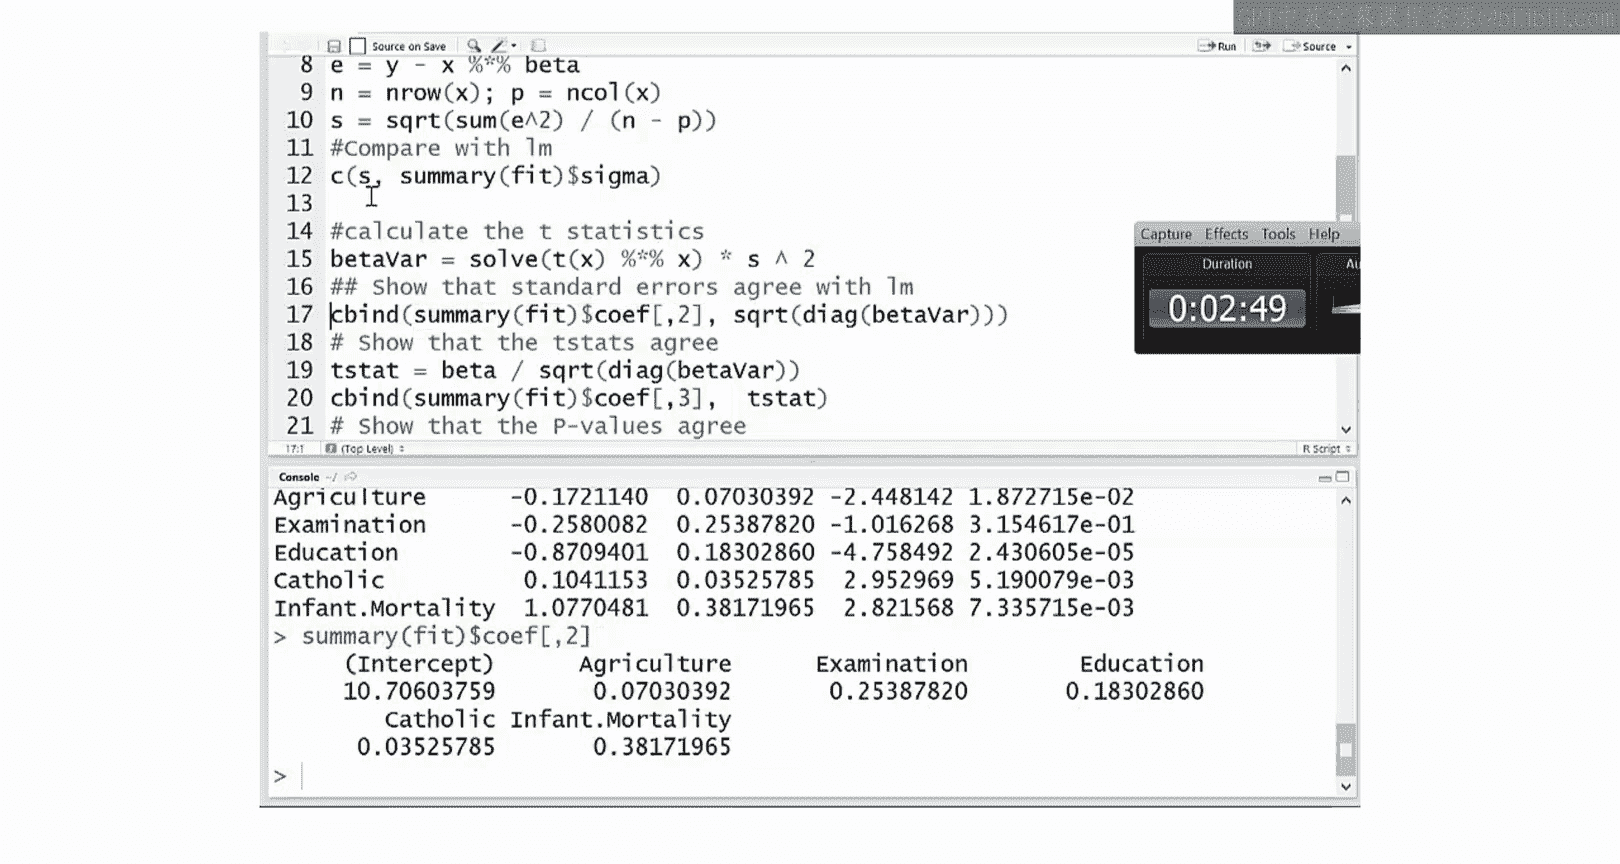 Source on Save
Run
Source
8 e = y - x %*% beta
9 n = nrow(x); p = ncol(x)
10 s = sqrt(sum(e^2) / (n - p))
11 #Compare with lm
12 c(s, summary(fit)$sigma)
13
14 #calculate the t statistics
15 betaVar = solve(t(x) %*% x) * s ^ 2
16 ## Show that standard errors agree with lm
17 cbind(summary(fit)$coef[,2], sqrt(diag(betaVar)))
18 # Show that the tstats agree
19 tstat = beta / sqrt(diag(betaVar))
20 cbind(summary(fit)$coef[,3],  tstat)
21 # Show that the P-values agree
17:1 (Top Level) R Script
Capture Effects Tools Help
Duration Au
0:02:49
Console ~/
Agriculture -0.1721140 0.07030392 -2.448142 1.872715e-02
Examination -0.2580082 0.25387820 -1.016268 3.154617e-01
Education -0.8709401 0.18302860 -4.758492 2.430605e-05
Catholic 0.1041153 0.03525785 2.952969 5.190079e-03
Infant.Mortality 1.0770481 0.38171965 2.821568 7.335715e-03
> summary(fit)$coef[,2]
(Intercept) Agriculture Examination Education
10.70603759 0.07030392 0.25387820 0.18302860
Catholic Infant.Mortality
0.03525785 0.38171965
>